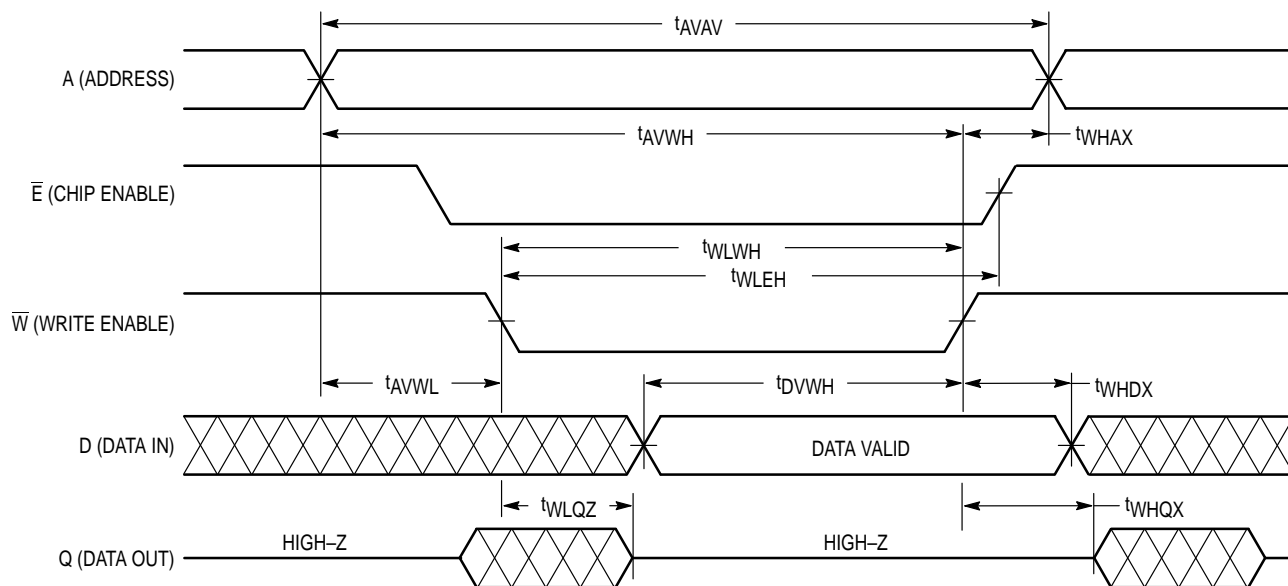 tAVAV
A (ADDRESS)
tAVWH
tWHAX
E (CHIP ENABLE)
tWLWH
tWLEH
W (WRITE ENABLE)
tAVWL
tDVWH
tWHDX
D (DATA IN)
DATA VALID
tWLQZ
tWHQX
Q (DATA OUT)
HIGH–Z
HIGH–Z